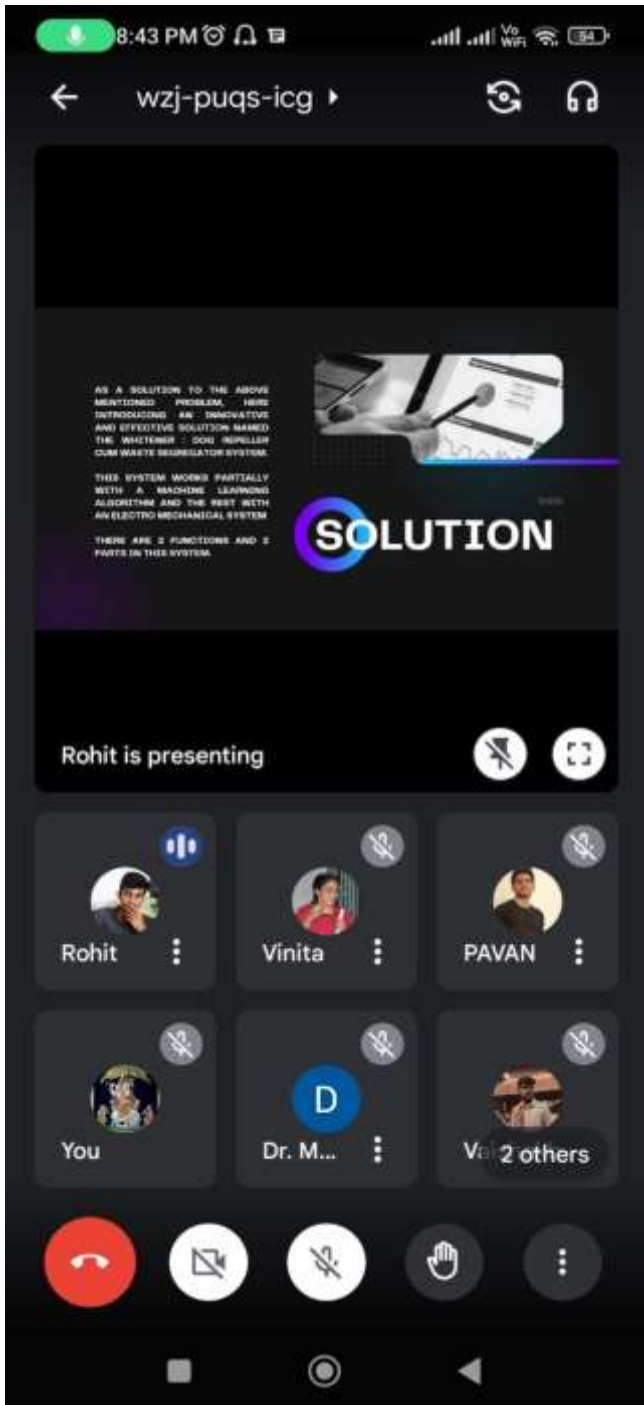 8:43 PM
Vo
WiFi
54
wzj-puqs-icg
AS A SOLUTION TO THE ABOVE
MENTIONED PROBLEM, HERE
INTRODUCING AN INNOVATIVE
AND EFFECTIVE SOLUTION NAMED
THE WHITENER : DOG REPELLER
CUM WASTE SEGREGATOR SYSTEM.
THIS SYSTEM WORKS PARTIALLY
WITH A MACHINE LEARNING
ALGORITHM AND THE REST WITH
AN ELECTRO MECHANICAL SYSTEM
THERE ARE 2 FUNCTIONS AND 2
PARTS IN THIS SYSTEM
SOLUTION
Rohit is presenting
Rohit
Vinita
PAVAN
You
D
Dr. M...
2 others